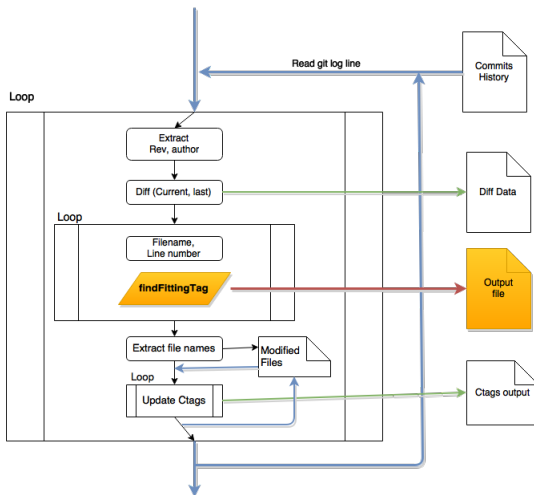 Read git log line
Commits
History
Loop
Extract
Rev, author
Diff (Current, last)
Diff Data
Loop
Filename,
Line number
findFittingTag
Output
file
Extract file names
Modified
Files
Loop
Update Ctags
Ctags output